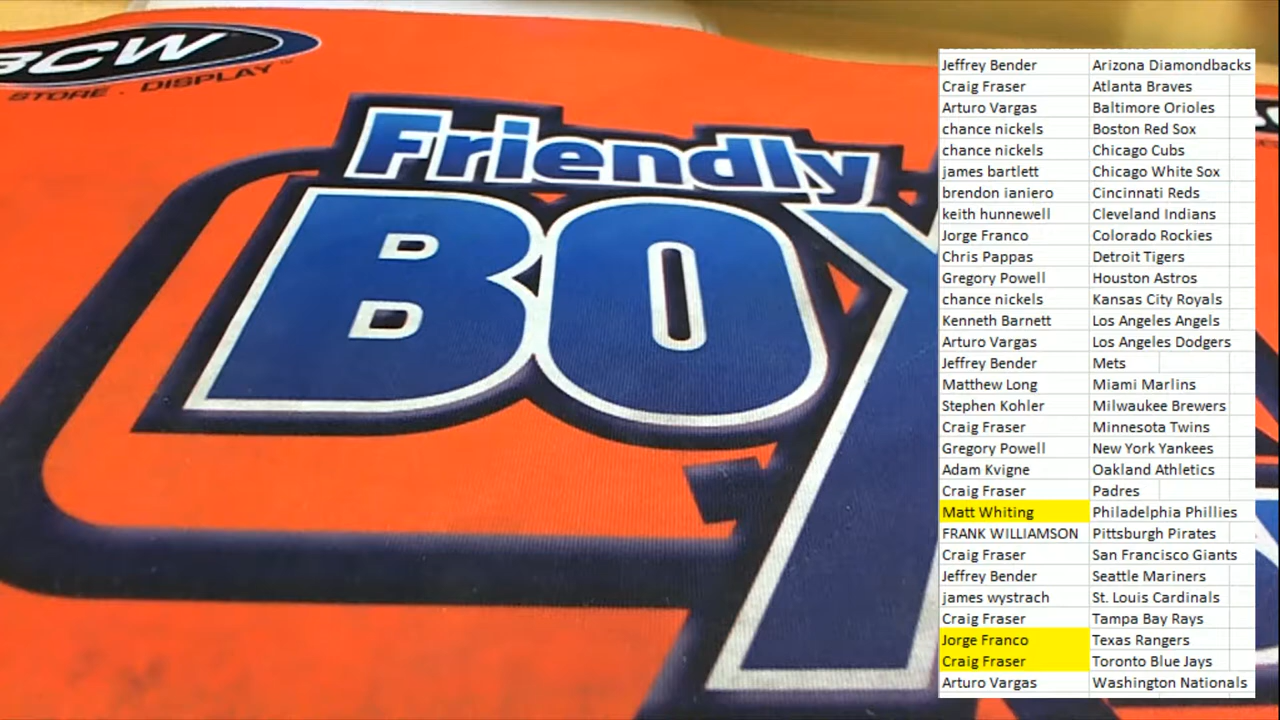 BCW
STORE . DISPLAY
Friendly
BO
Jeffrey Bender Arizona Diamondbacks
Craig Fraser Atlanta Braves
Arturo Vargas Baltimore Orioles
chance nickels Boston Red Sox
chance nickels Chicago Cubs
james bartlett Chicago White Sox
brendon ianiero Cincinnati Reds
keith hunnewell Cleveland Indians
Jorge Franco Colorado Rockies
Chris Pappas Detroit Tigers
Gregory Powell Houston Astros
chance nickels Kansas City Royals
Kenneth Barnett Los Angeles Angels
Arturo Vargas Los Angeles Dodgers
Jeffrey Bender Mets
Matthew Long Miami Marlins
Stephen Kohler Milwaukee Brewers
Craig Fraser Minnesota Twins
Gregory Powell New York Yankees
Adam Kvigne Oakland Athletics
Craig Fraser Padres
Matt Whiting Philadelphia Phillies
FRANK WILLIAMSON Pittsburgh Pirates
Craig Fraser San Francisco Giants
Jeffrey Bender Seattle Mariners
james wystrach St. Louis Cardinals
Craig Fraser Tampa Bay Rays
Jorge Franco Texas Rangers
Craig Fraser Toronto Blue Jays
Arturo Vargas Washington Nationals